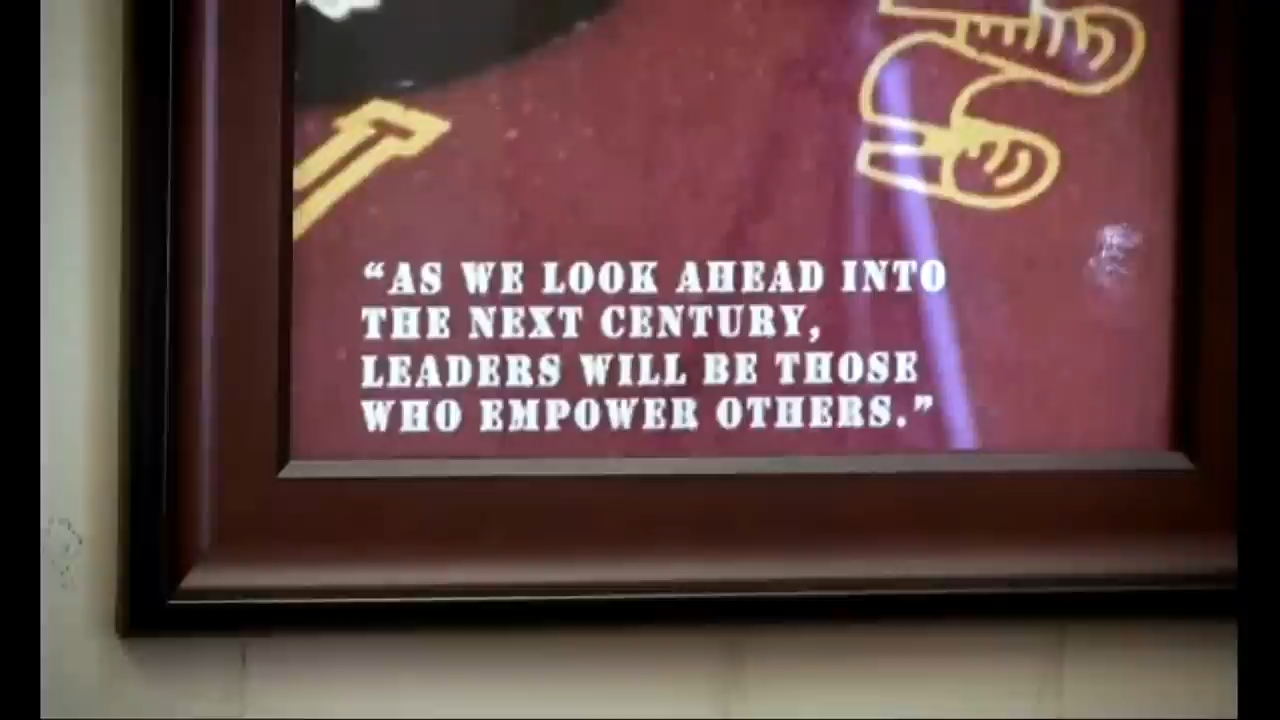 “AS WE LOOK AHEAD INTO
THE NEXT CENTURY,
LEADERS WILL BE THOSE
WHO EMPOWER OTHERS.”